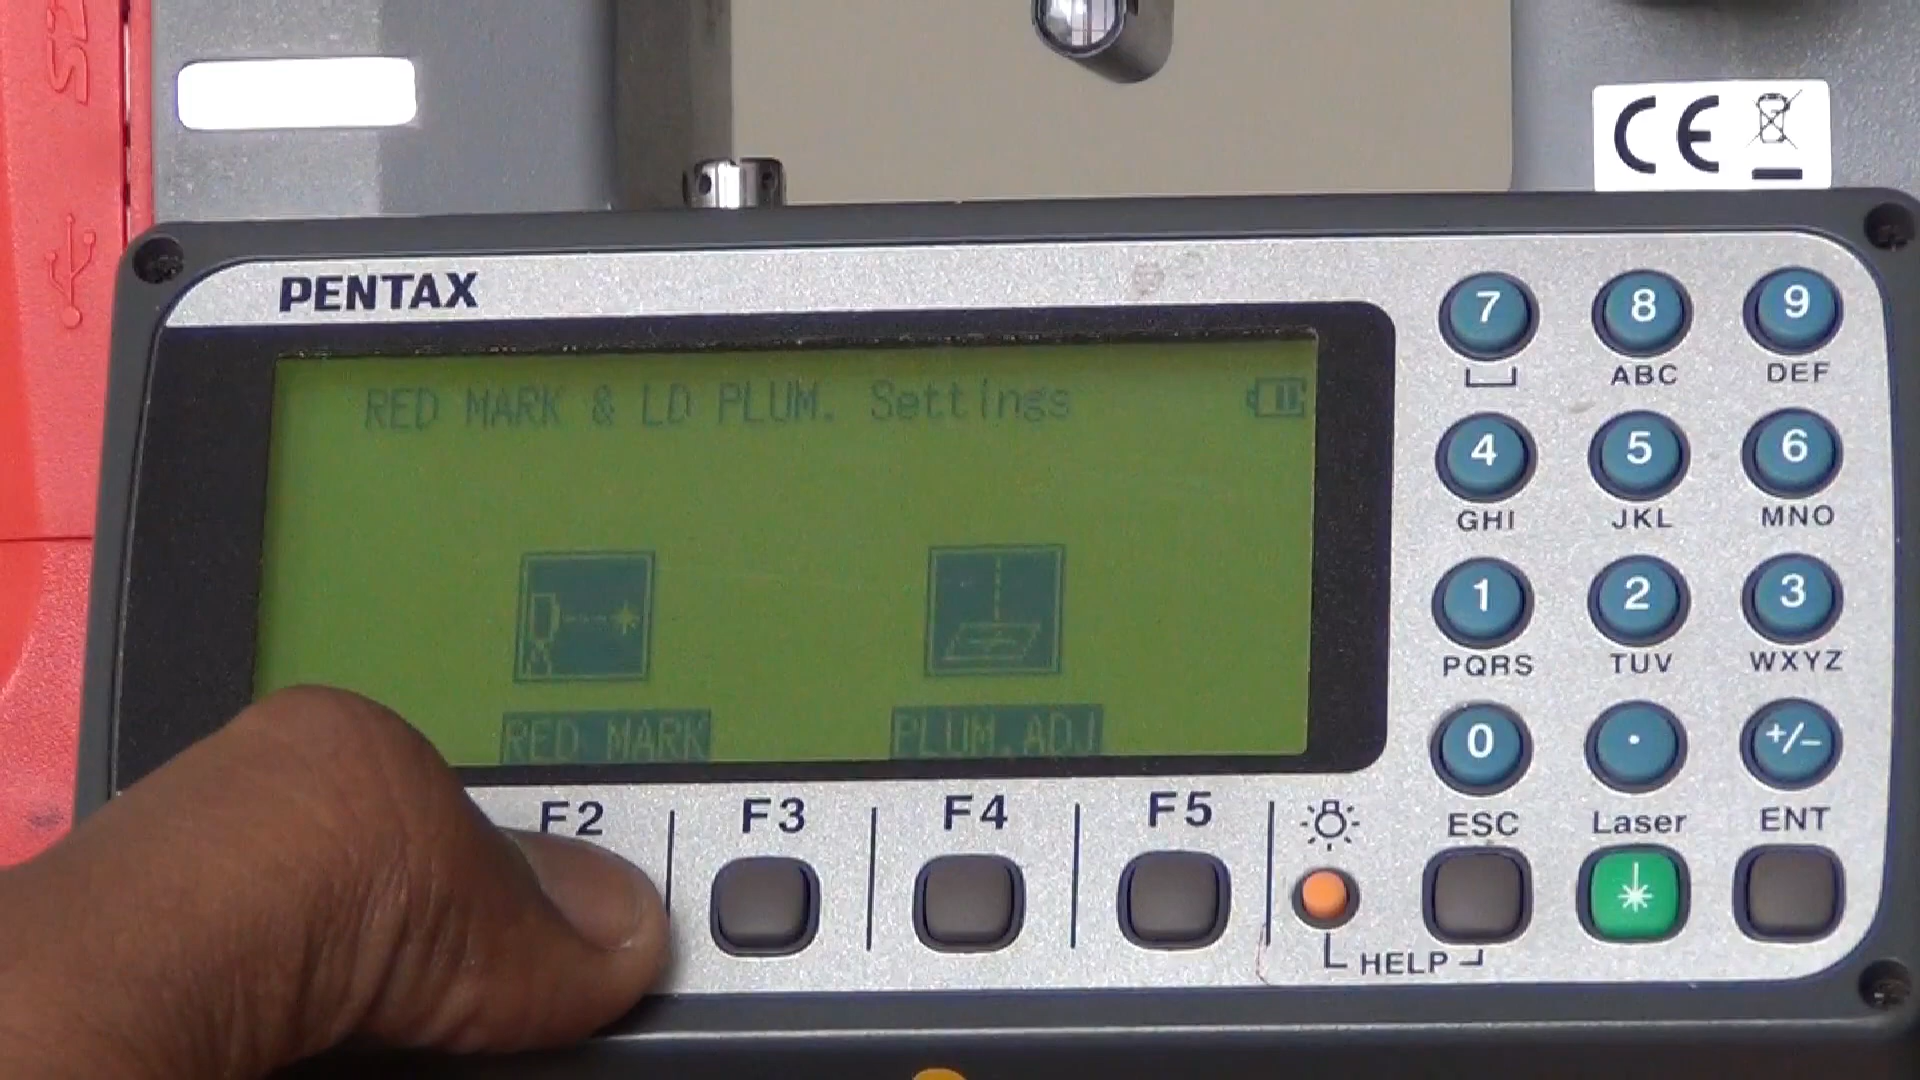 SD
CE
PENTAX
RED MARK & LD PLUM. Settings
RED MARK
PLUM.ADJ
F2
F3
F4
F5
HELP
7
8
9
ABC
DEF
4
5
6
GHI
JKL
MNO
1
2
3
PQRS
TUV
WXYZ
0
.
+/−
ESC
Laser
ENT